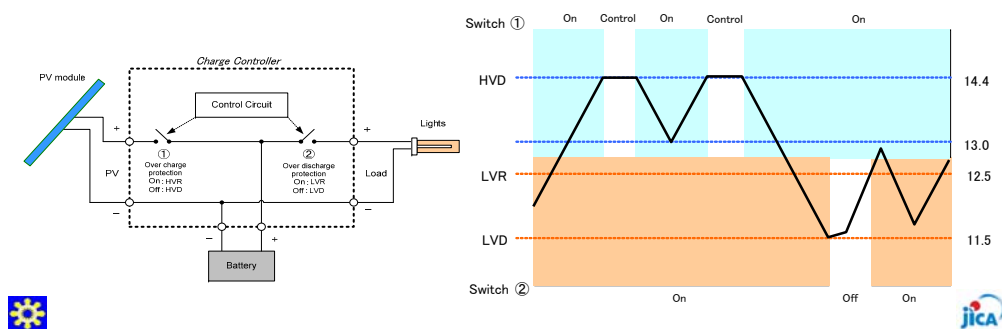 Charge Controller
PV module
Control Circuit
+
①
Over charge
protection
On : HVR
Off : HVD
②
Over discharge
protection
On : LVR
Off : LVD
+
Lights
PV
Load
−
−
−
+
Battery
Switch ①
On
Control
On
Control
On
HVD
14.4
13.0
LVR
12.5
LVD
11.5
Switch ②
On
Off
On
JICA